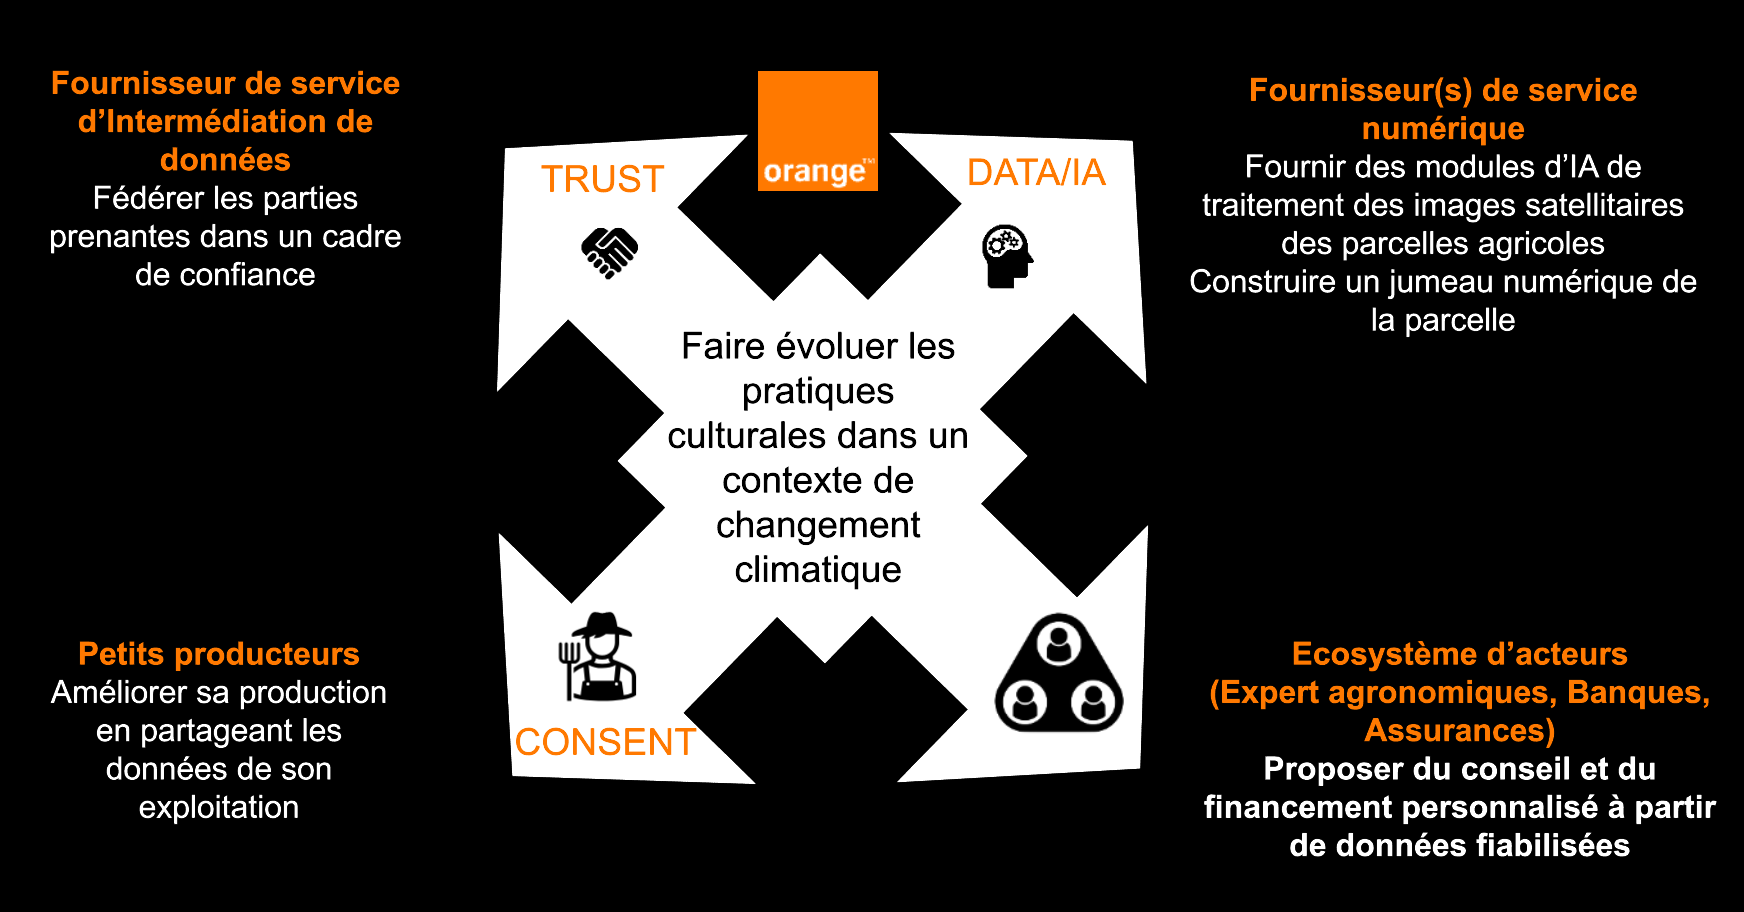 Fournisseur de service
d’Intermédiation de
données
Fédérer les parties
prenantes dans un cadre
de confiance
TRUST
orange™
DATA/IA
Fournisseur(s) de service
numérique
Fournir des modules d’IA de
traitement des images satellitaires
des parcelles agricoles
Construire un jumeau numérique de
la parcelle
Faire évoluer les
pratiques
culturales dans un
contexte de
changement
climatique
Petits producteurs
Améliorer sa production
en partageant les
données de son
exploitation
CONSENT
Ecosystème d’acteurs
(Expert agronomiques, Banques,
Assurances)
Proposer du conseil et du
financement personnalisé à partir
de données fiabilisées